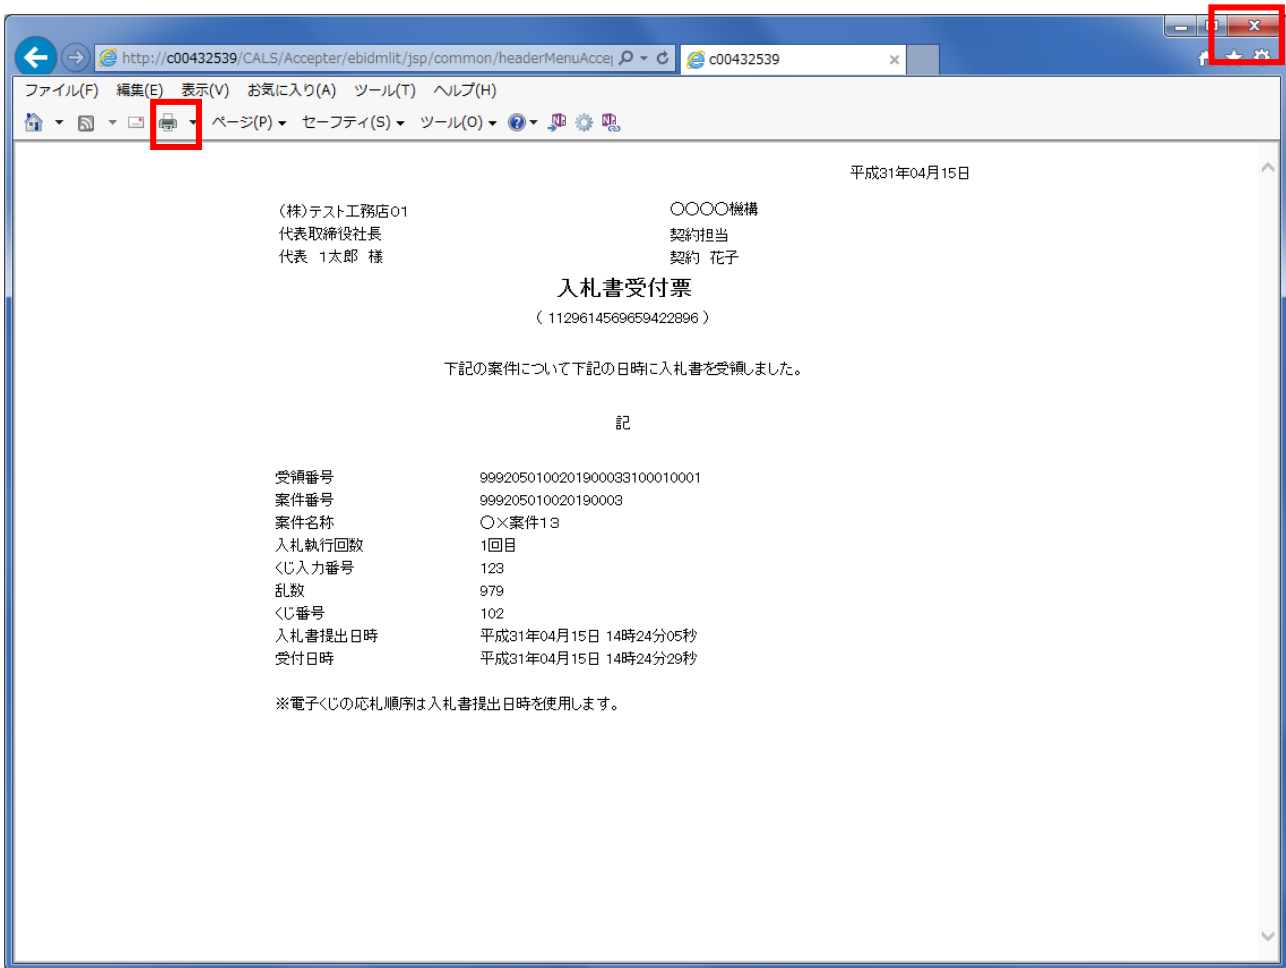 http://c00432539/CALS/Accepter/ebidmlit/jsp/common/headerMenuAccep
c00432539
ファイル(F) 編集(E) 表示(V) お気に入り(A) ツール(T) ヘルプ(H)
ページ(P) セーフティ(S) ツール(O)
平成31年04月15日
(株)テスト工務店01
〇〇〇〇機構
代表取締役社長
契約担当
代表 1太郎 様
契約 花子
入札書受付票
( 1129614569659422896 )
下記の案件について下記の日時に入札書を受領しました。
記
受領番号 9992050100201900033100010001
案件番号 999205010020190003
案件名称 〇×案件13
入札執行回数 1回目
くじ入力番号 123
乱数 979
くじ番号 102
入札書提出日時 平成31年04月15日 14時24分05秒
受付日時 平成31年04月15日 14時24分29秒
※電子くじの応札順序は入札書提出日時を使用します。